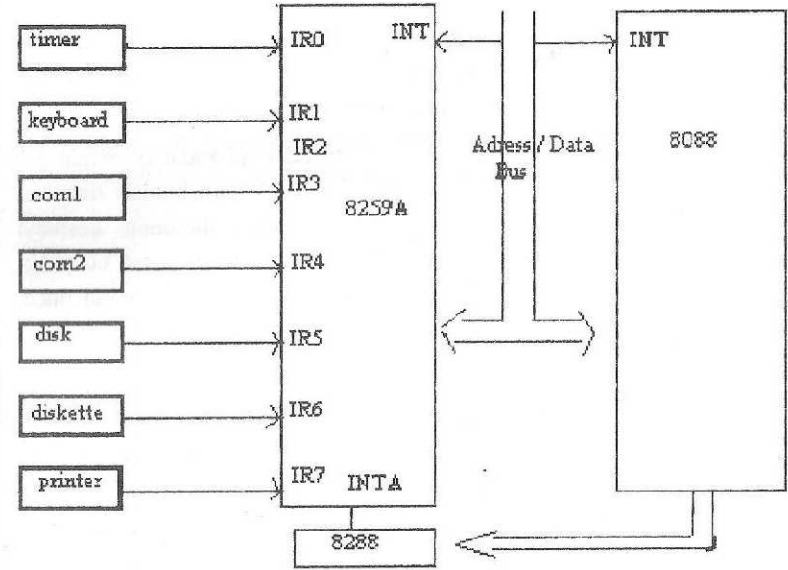 timer
IR0
INT
INT
keyboard
IR1
IR2
Adress / Data
Bus
8088
com1
IR3
8259A
com2
IR4
disk
IR5
diskette
IR6
printer
IR7
INTA
8288